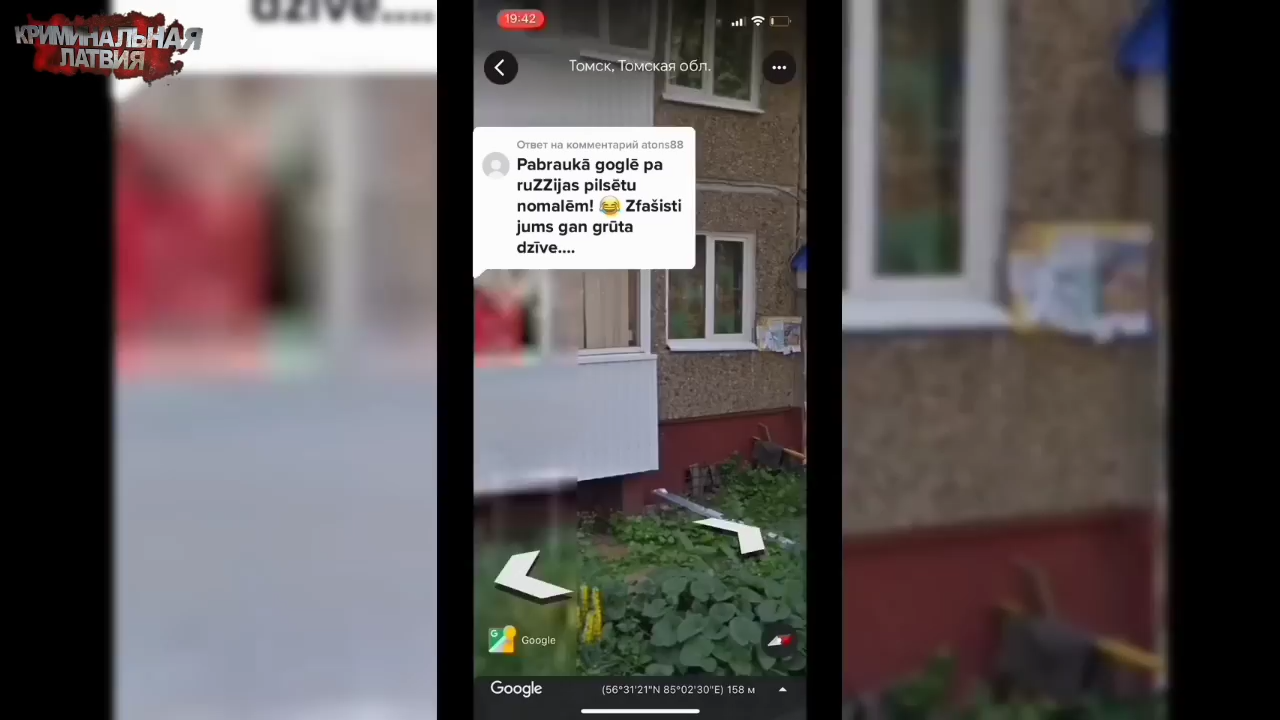 КРИМИНАЛЬНАЯ
ЛАТВИЯ
dzīve....
19:42
Томск, Томская обл.
Ответ на комментарий atons88
Pabraukā goglē pa
ruZZijas pilsētu
nomalēm! 😂 Zfašisti
jums gan grūta
dzīve....
Google
Google
(56°31'21"N 85°02'30"E) 158 м